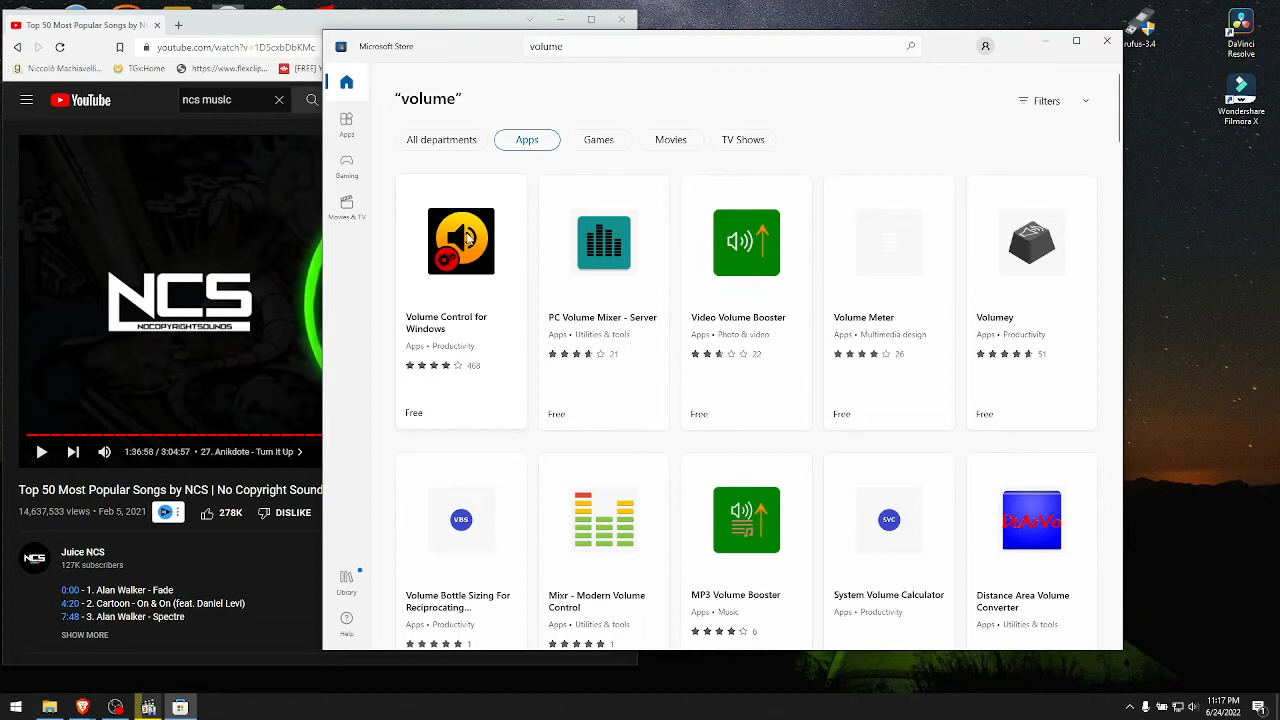 Top 50 Most Popular Songs by N
youtube.com/watch?v=1D5cxbDbKMc
Niccolò Machiavelli...
TGx:Home
https://www.flexclip...
[FREE] Y
YouTube
ncs music
NCS
NOCOPYRIGHTSOUNDS
1:36:58 / 3:04:57 • 27. Anikdote - Turn It Up
Top 50 Most Popular Songs by NCS | No Copyright Sound
14,637,533 views • Feb 5, 2021
278K
DISLIKE
NCS
Juice NCS
127K subscribers
0:00 - 1. Alan Walker - Fade
4:20 - 2. Cartoon - On & On (feat. Daniel Levi)
7:48 - 3. Alan Walker - Spectre
SHOW MORE
Microsoft Store
volume
Apps
Gaming
Movies & TV
Library
Help
“volume”
Filters
All departments
Apps
Games
Movies
TV Shows
Volume Control for
Windows
Apps • Productivity
468
Free
PC Volume Mixer - Server
Apps • Utilities & tools
21
Free
Video Volume Booster
Apps • Photo & video
22
Free
Volume Meter
Apps • Multimedia design
26
Free
Volumey
Apps • Productivity
51
Free
VBS
Volume Bottle Sizing For
Reciprocating...
Apps • Productivity
1
Mixr - Modern Volume
Control
Apps • Utilities & tools
1
MP3 Volume Booster
Apps • Music
6
SVC
System Volume Calculator
Apps • Productivity
DiArVo
Distance Area Volume
Converter
Apps • Utilities & tools
rufus-3.4
DaVinci
Resolve
Wondershare
Filmora X
11:17 PM
6/24/2022